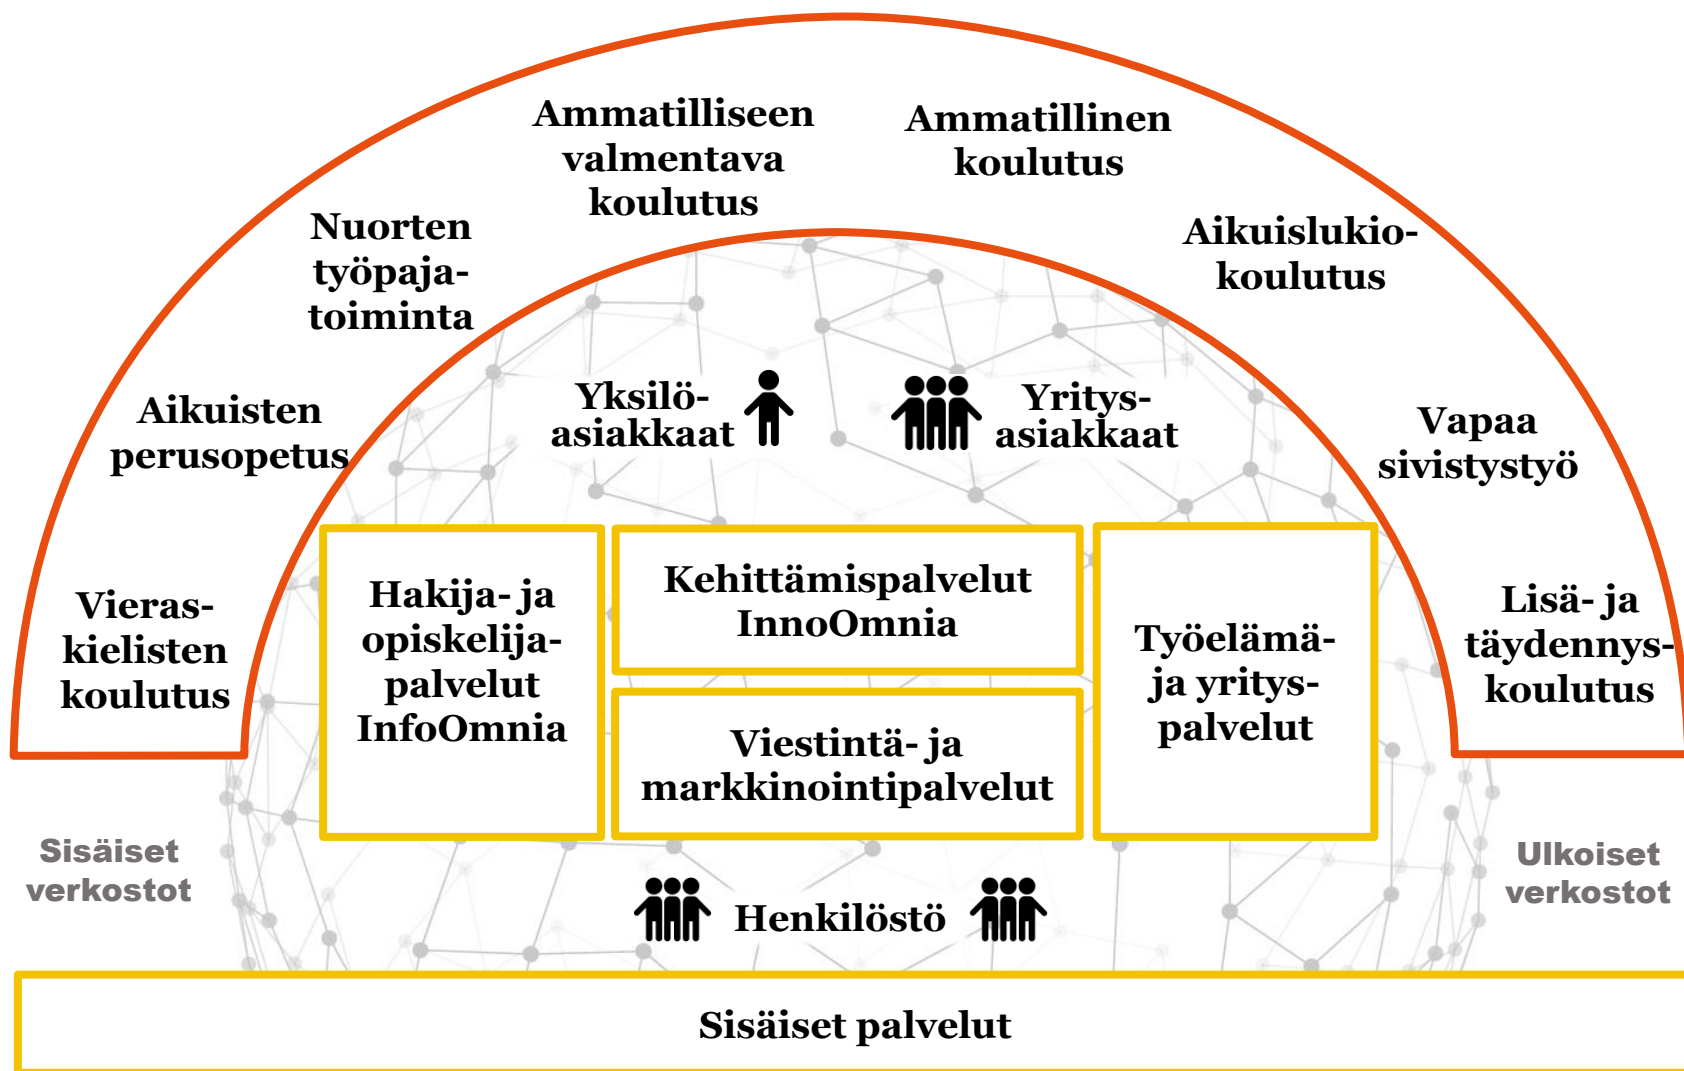 Ammatilliseen
valmentava
koulutus
Ammatillinen
koulutus
Nuorten
työpaja-
toiminta
Aikuislukio-
koulutus
Aikuisten
perusopetus
Vapaa
sivistystyö
Vieras-
kielisten
koulutus
Lisä- ja
täydennys-
koulutus
Yksilö-
asiakkaat
Yritys-
asiakkaat
Hakija- ja
opiskelija-
palvelut
InfoOmnia
Kehittämispalvelut
InnoOmnia
Viestintä- ja
markkinointipalvelut
Työelämä-
ja yritys-
palvelut
Sisäiset
verkostot
Ulkoiset
verkostot
Henkilöstö
Sisäiset palvelut